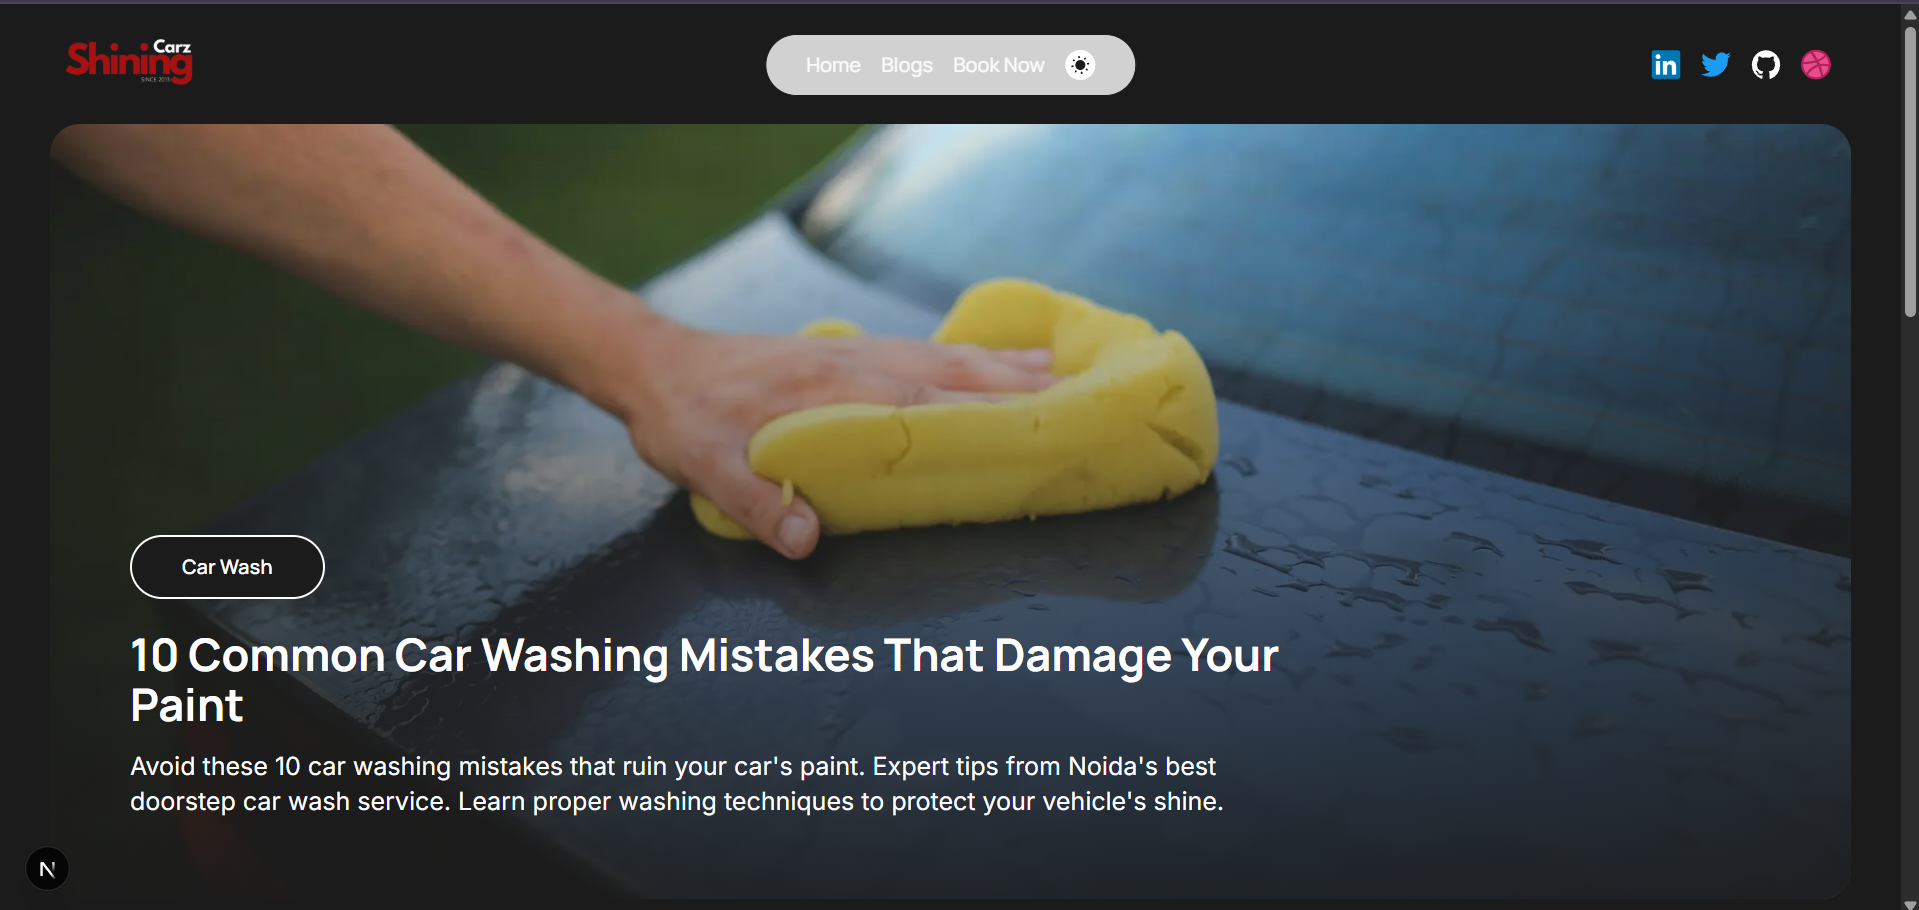 Shining Carz
SINCE 2013
Home Blogs Book Now
in
Car Wash
10 Common Car Washing Mistakes That Damage Your
Paint
Avoid these 10 car washing mistakes that ruin your car's paint. Expert tips from Noida's best
doorstep car wash service. Learn proper washing techniques to protect your vehicle's shine.
N